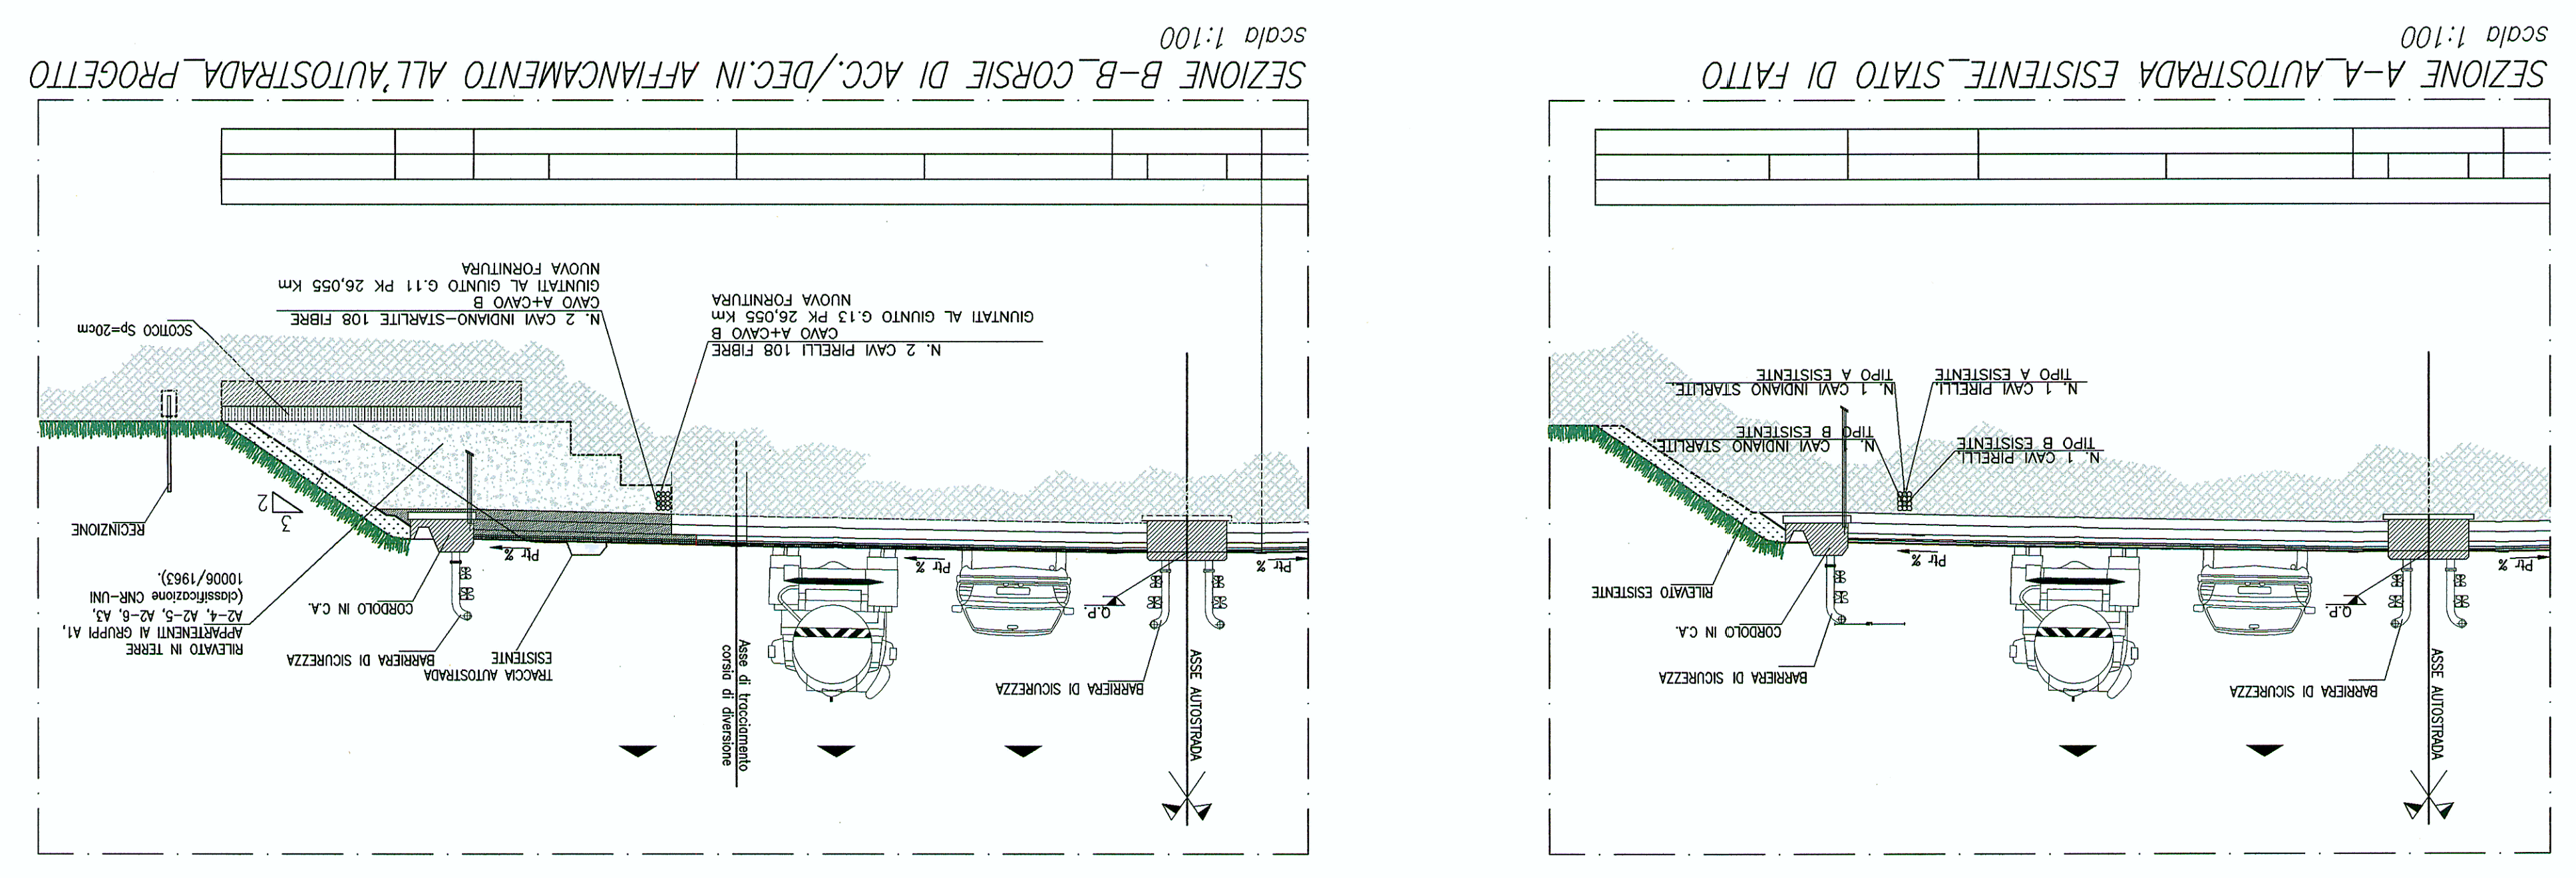 SEZIONE A-A_AUTOSTRADA ESISTENTE_STATO DI FATTO
scala 1:100
ASSE AUTOSTRADA
BARRIERA DI SICUREZZA
Q.P.
Ptr %
Ptr %
BARRIERA DI SICUREZZA
CORDOLO IN C.A.
RILEVATO ESISTENTE
N. 1 CAVI PIRELLI.
TIPO B ESISTENTE
N. 1 CAVI INDIANO STARLITE.
TIPO B ESISTENTE
N. 1 CAVI PIRELLI.
TIPO A ESISTENTE
N. 1 CAVI INDIANO STARLITE.
TIPO A ESISTENTE
SEZIONE B-B_CORSIE DI ACC./DEC.IN AFFIANCAMENTO ALL'AUTOSTRADA_PROGETTO
scala 1:100
ASSE AUTOSTRADA
Asse di tracciamento
corsia di diversione
BARRIERA DI SICUREZZA
Q.P.
Ptr %
Ptr %
Ptr %
TRACCIA AUTOSTRADA
ESISTENTE
BARRIERA DI SICUREZZA
CORDOLO IN C.A.
RILEVATO IN TERRE
APPARTENENTI AI GRUPPI A1,
A2-4, A2-5, A2-6, A3,
(classificazione CNR-UNI
10006/1963).
RECINZIONE
3
2
SCOTICO Sp=20cm
N. 2 CAVI PIRELLI 108 FIBRE
CAVO A+CAVO B
GIUNTATI AL GIUNTO G.13 PK 26,055 Km
NUOVA FORNITURA
N. 2 CAVI INDIANO-STARLITE 108 FIBRE
CAVO A+CAVO B
GIUNTATI AL GIUNTO G.11 PK 26,055 Km
NUOVA FORNITURA